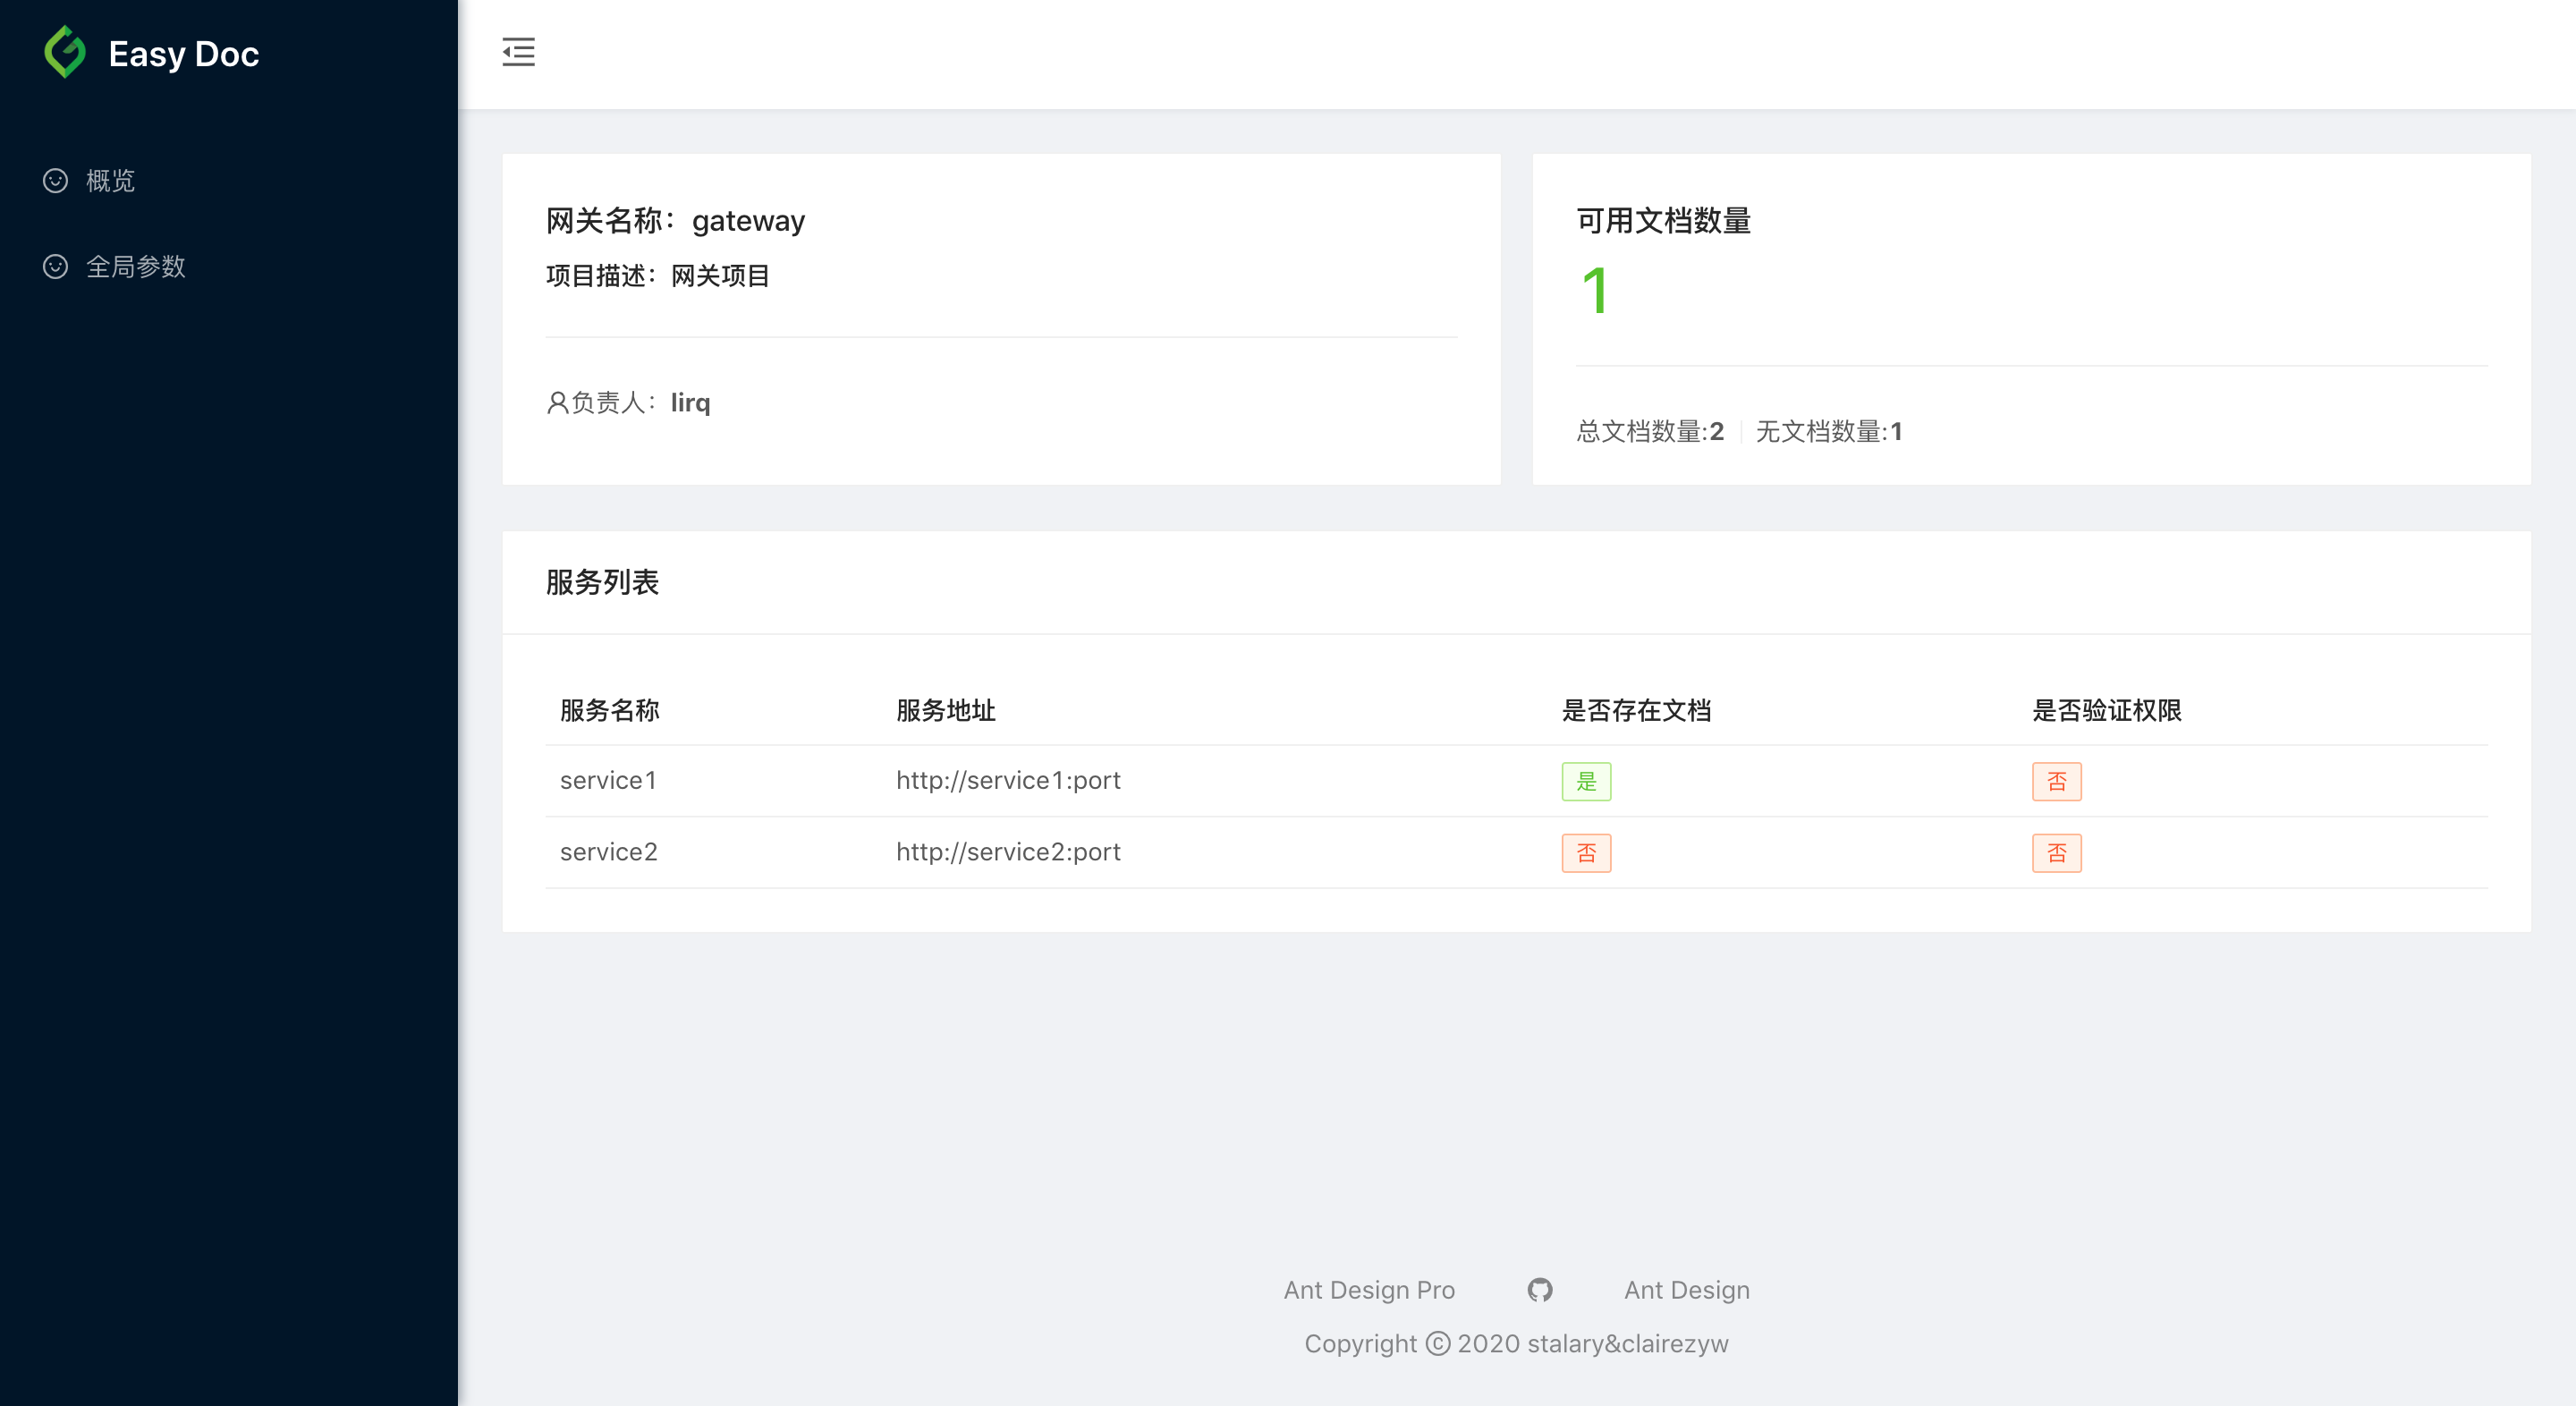 Easy Doc
概览
全局参数
网关名称：gateway
项目描述：网关项目
负责人：lirq
可用文档数量
1
总文档数量:2 无文档数量:1
服务列表
服务名称 服务地址 是否存在文档 是否验证权限
service1 http://service1:port 是 否
service2 http://service2:port 否 否
Ant Design Pro Ant Design
Copyright © 2020 stalary&clairezyw